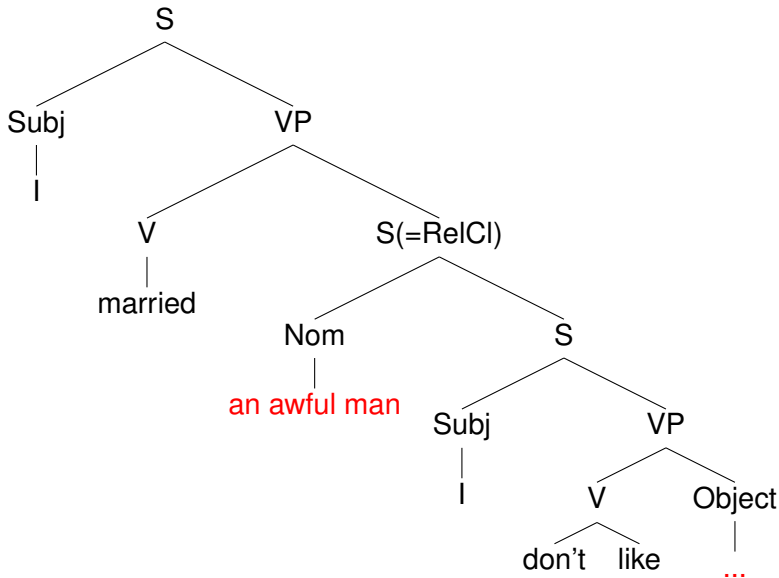 S
Subj VP
I
V S(=RelCl)
married
Nom S
an awful man
Subj VP
I V Object
don't like ...